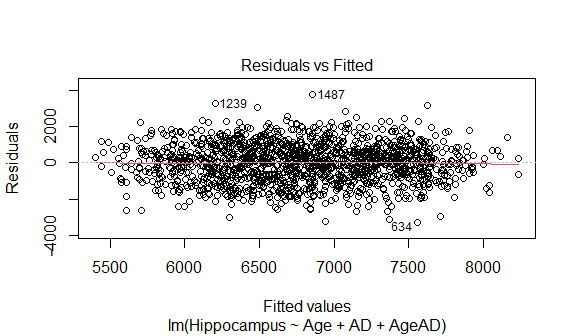 Residuals vs Fitted
Residuals
2000
0
-4000
1239
1487
634
5500 6000 6500 7000 7500 8000
Fitted values
lm(Hippocampus ~ Age + AD + AgeAD)